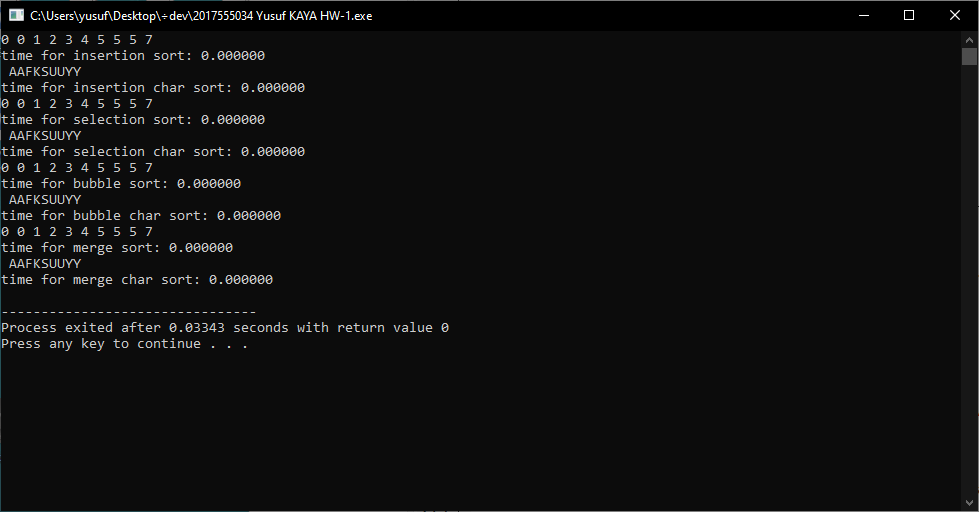 C:\Users\yusuf\Desktop\÷dev\2017555034 Yusuf KAYA HW-1.exe
0 0 1 2 3 4 5 5 5 7
time for insertion sort: 0.000000
 AAFKSUUYY
time for insertion char sort: 0.000000
0 0 1 2 3 4 5 5 5 7
time for selection sort: 0.000000
 AAFKSUUYY
time for selection char sort: 0.000000
0 0 1 2 3 4 5 5 5 7
time for bubble sort: 0.000000
 AAFKSUUYY
time for bubble char sort: 0.000000
0 0 1 2 3 4 5 5 5 7
time for merge sort: 0.000000
 AAFKSUUYY
time for merge char sort: 0.000000
--------------------------------
Process exited after 0.03343 seconds with return value 0
Press any key to continue . . .